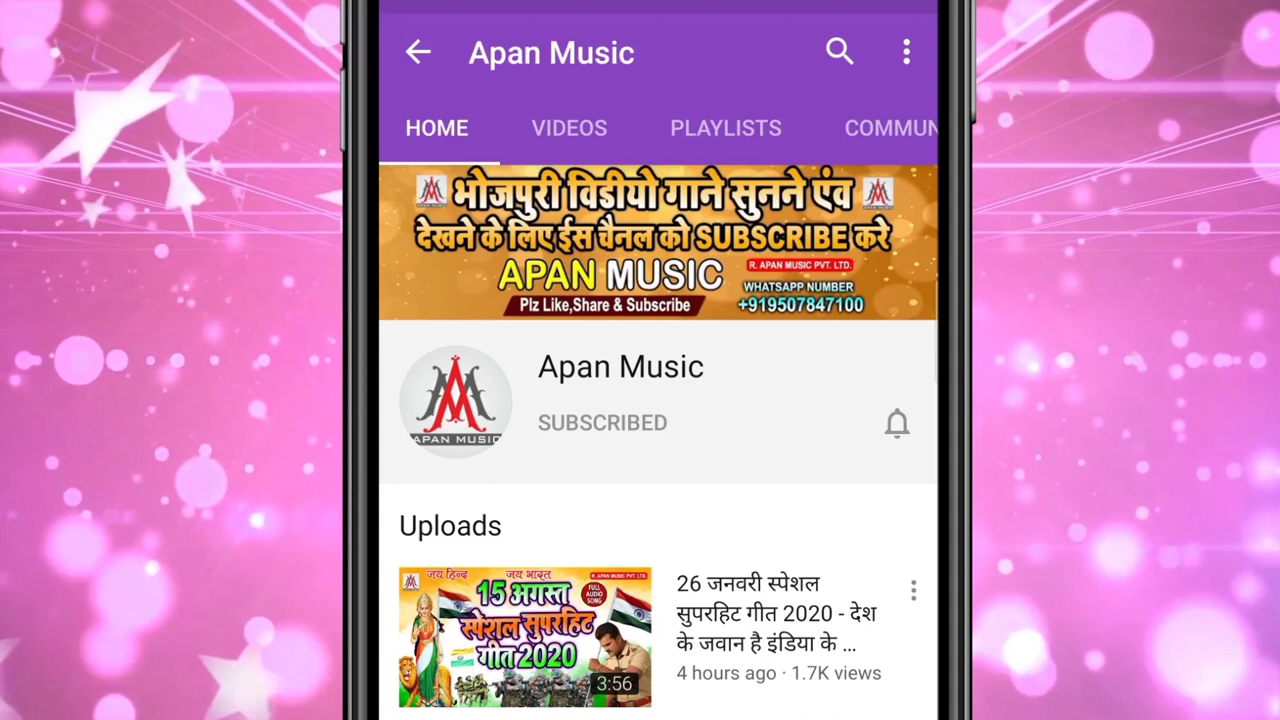 Apan Music
HOME VIDEOS PLAYLISTS COMMUN
भोजपुरी विडीयो गाने सुनने एंव
देखने के लिए ईस चैनल को SUBSCRIBE करे
APAN MUSIC
R. APAN MUSIC PVT. LTD.
WHATSAPP NUMBER
Plz Like,Share & Subscribe
+919507847100
Apan Music
APAN MUSIC
SUBSCRIBED
Uploads
जय हिन्द जय भारत
R. APAN MUSIC PVT. LTD
15 अगस्त
FULL
AUDIO
SONG
स्पेशल सुपरहिट
गीत 2020
3:56
26 जनवरी स्पेशल
सुपरहिट गीत 2020 - देश
के जवान है इंडिया के ...
4 hours ago · 1.7K views